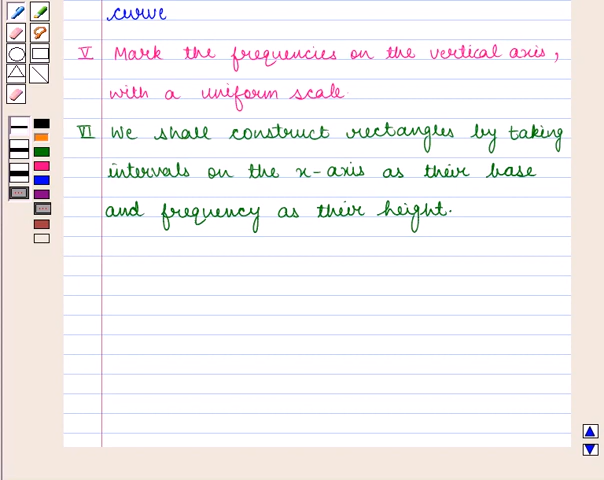 curve
V Mark the frequencies on the vertical axis,
with a uniform scale.
VI We shall construct rectangles by taking
intervals on the x-axis as their base
and frequency as their height.